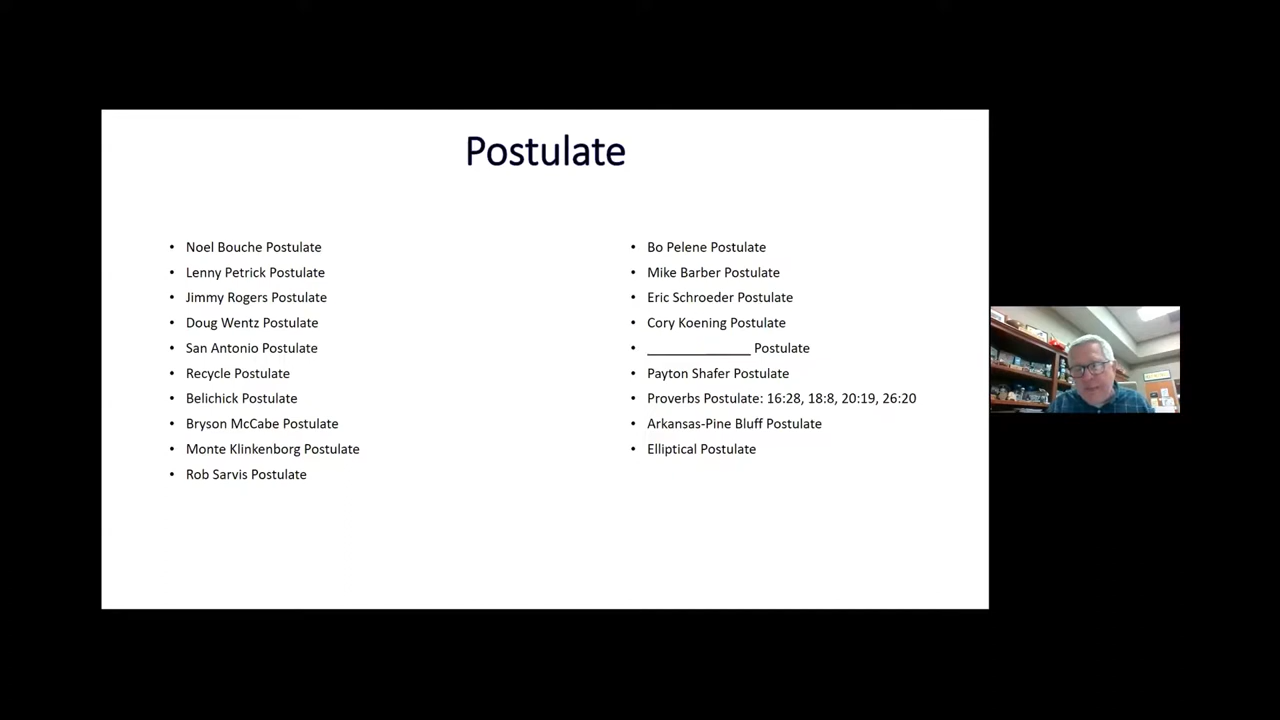 Postulate
• Noel Bouche Postulate
• Lenny Petrick Postulate
• Jimmy Rogers Postulate
• Doug Wentz Postulate
• San Antonio Postulate
• Recycle Postulate
• Belichick Postulate
• Bryson McCabe Postulate
• Monte Klinkenborg Postulate
• Rob Sarvis Postulate
• Bo Pelene Postulate
• Mike Barber Postulate
• Eric Schroeder Postulate
• Cory Koening Postulate
• ______________ Postulate
• Payton Shafer Postulate
• Proverbs Postulate: 16:28, 18:8, 20:19, 26:20
• Arkansas-Pine Bluff Postulate
• Elliptical Postulate